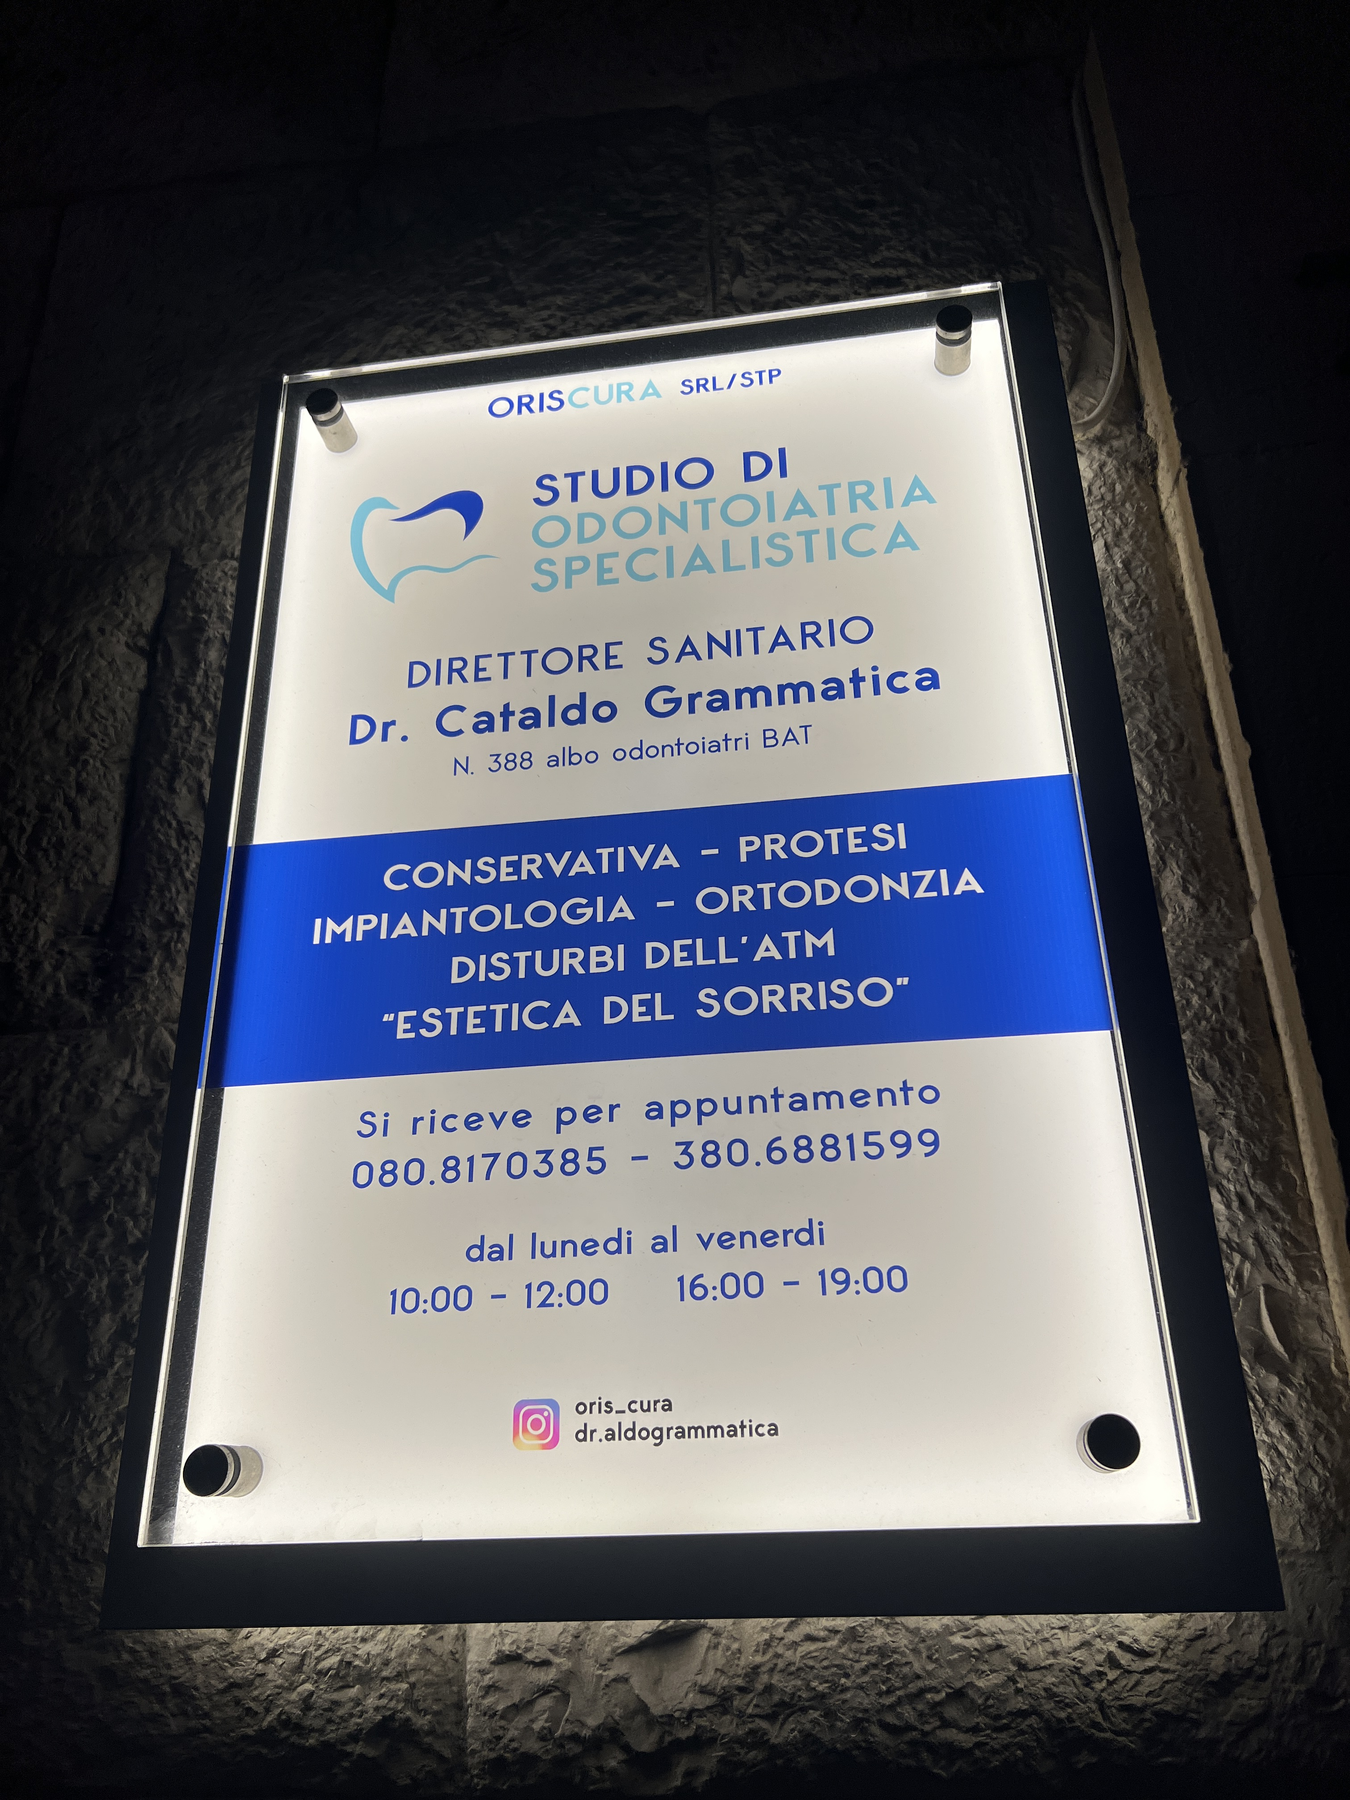 ORISCURA SRL/STP
STUDIO DI
ODONTOIATRIA
SPECIALISTICA
DIRETTORE SANITARIO
Dr. Cataldo Grammatica
N. 388 albo odontoiatri BAT
CONSERVATIVA - PROTESI
IMPIANTOLOGIA - ORTODONZIA
DISTURBI DELL'ATM
"ESTETICA DEL SORRISO"
Si riceve per appuntamento
080.8170385 - 380.6881599
dal lunedi al venerdi
10:00 - 12:00 16:00 - 19:00
oris_cura
dr.aldogrammatica